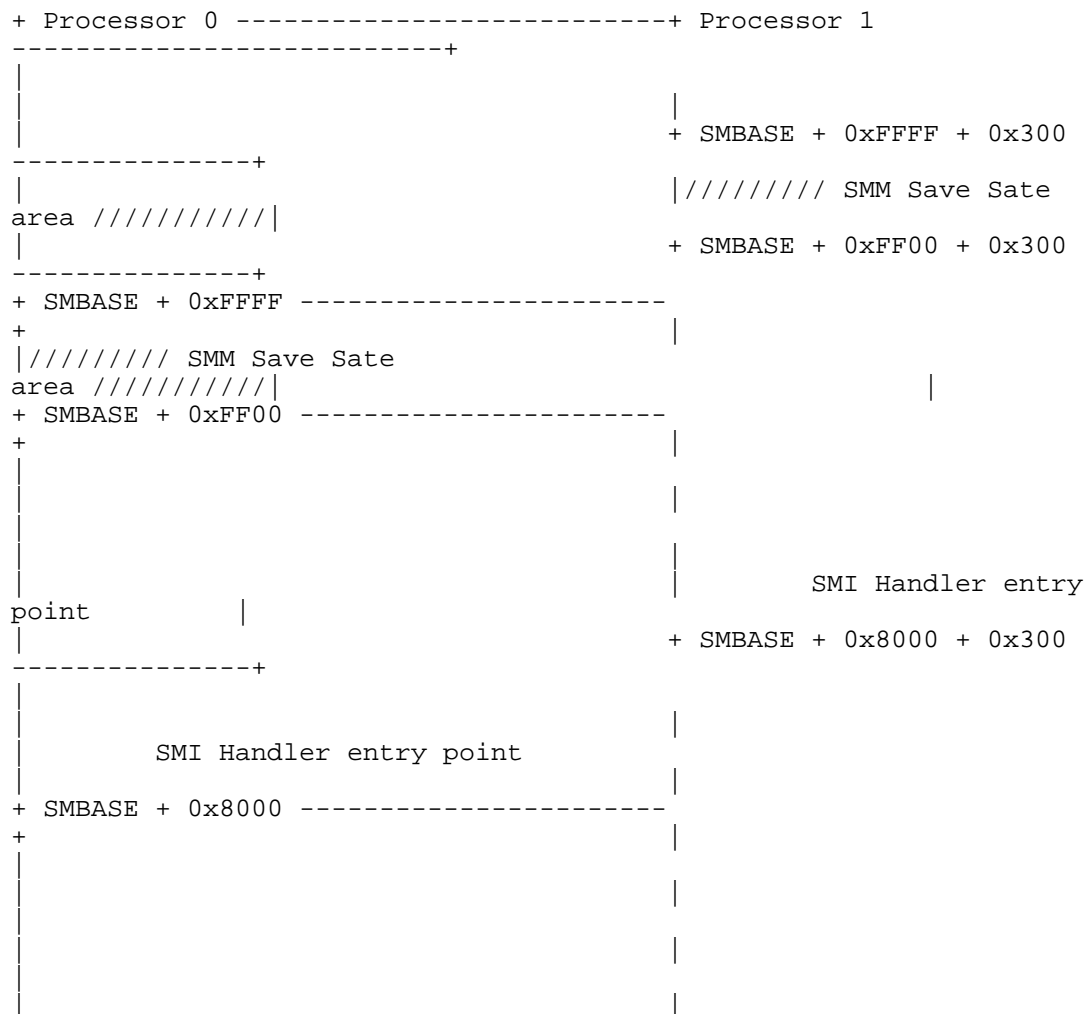 + Processor 0 ---------------------------+ Processor 1
---------------------------+
|
|                                        |
|                                        + SMBASE + 0xFFFF + 0x300
---------------+
|                                        |///////// SMM Save Sate
area ///////////|
|                                        + SMBASE + 0xFF00 + 0x300
---------------+
+ SMBASE + 0xFFFF -----------------------
+                                        |
|///////// SMM Save Sate
area ///////////|                                        |
+ SMBASE + 0xFF00 -----------------------
+                                        |
|
|                                        |
|
|                                        |
|                                        |        SMI Handler entry
point         |
|                                        + SMBASE + 0x8000 + 0x300
---------------+
|
|                                        |
|        SMI Handler entry point
|                                        |
+ SMBASE + 0x8000 -----------------------
+                                        |
|
|                                        |
|
|                                        |
|
|                                        |